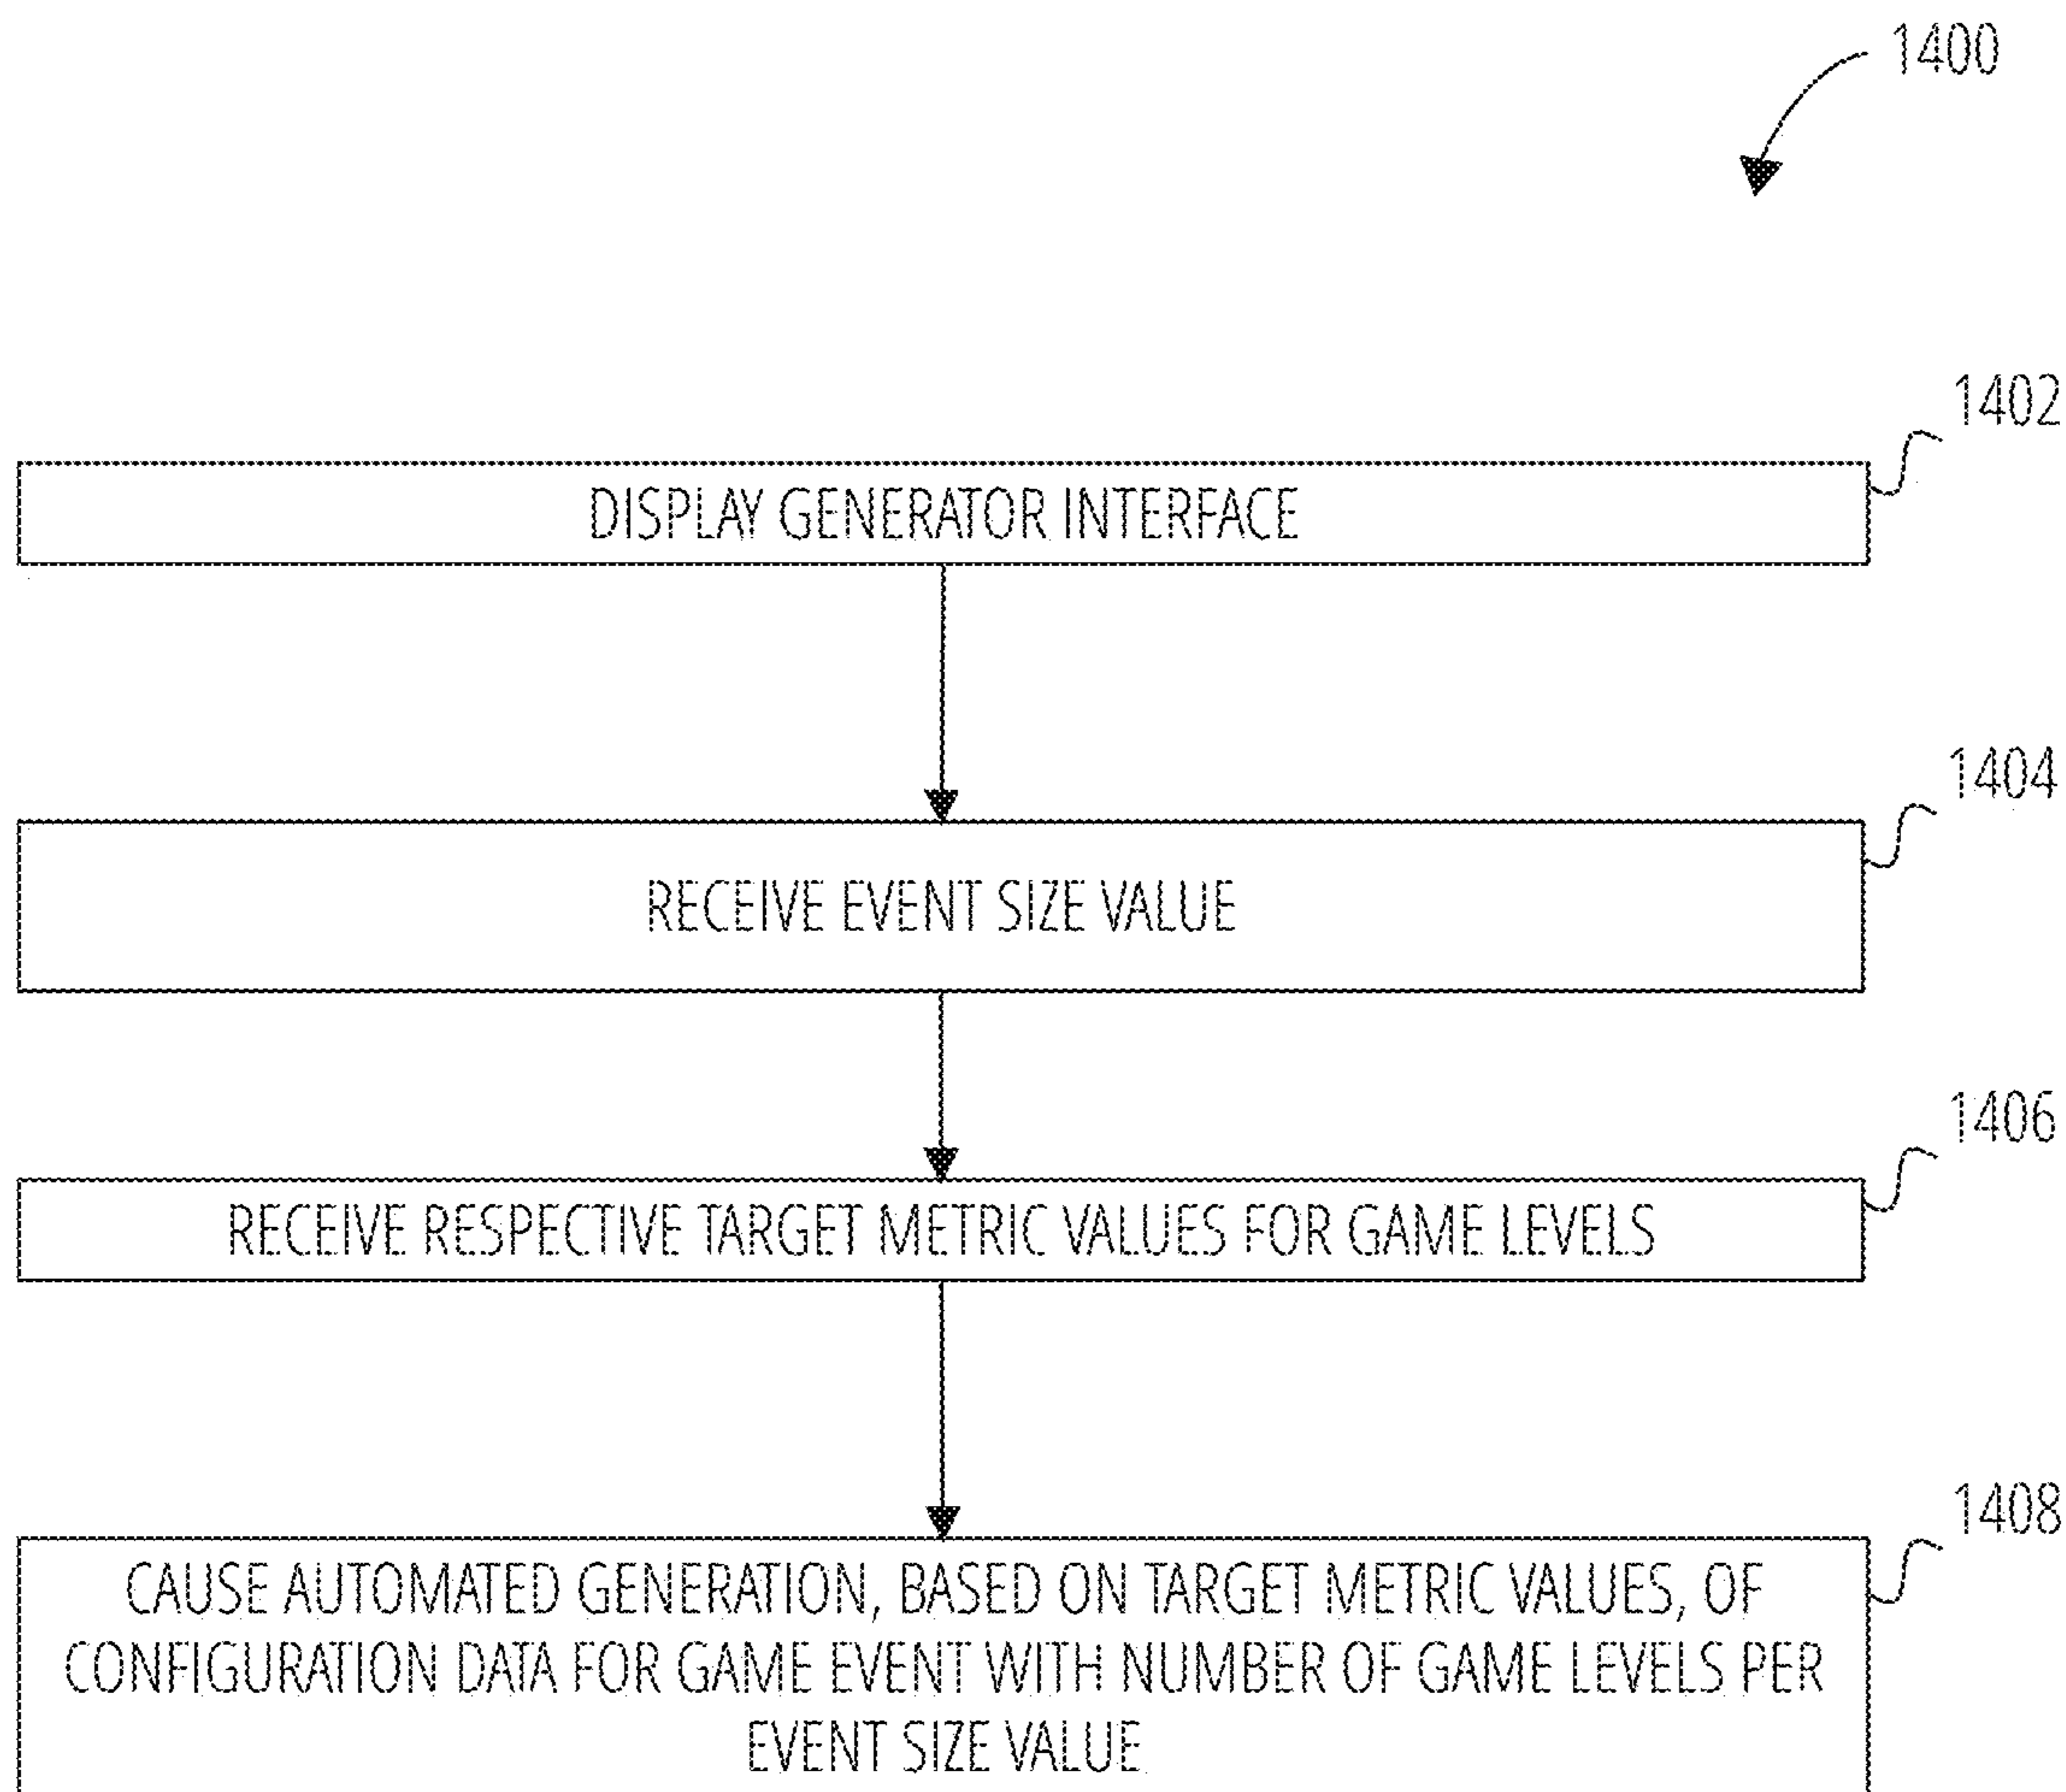 1400
1402
DISPLAY GENERATOR INTERFACE
1404
RECEIVE EVENT SIZE VALUE
1406
RECEIVE RESPECTIVE TARGET METRIC VALUES FOR GAME LEVELS
1408
CAUSE AUTOMATED GENERATION, BASED ON TARGET METRIC VALUES, OF
CONFIGURATION DATA FOR GAME EVENT WITH NUMBER OF GAME LEVELS PER
EVENT SIZE VALUE